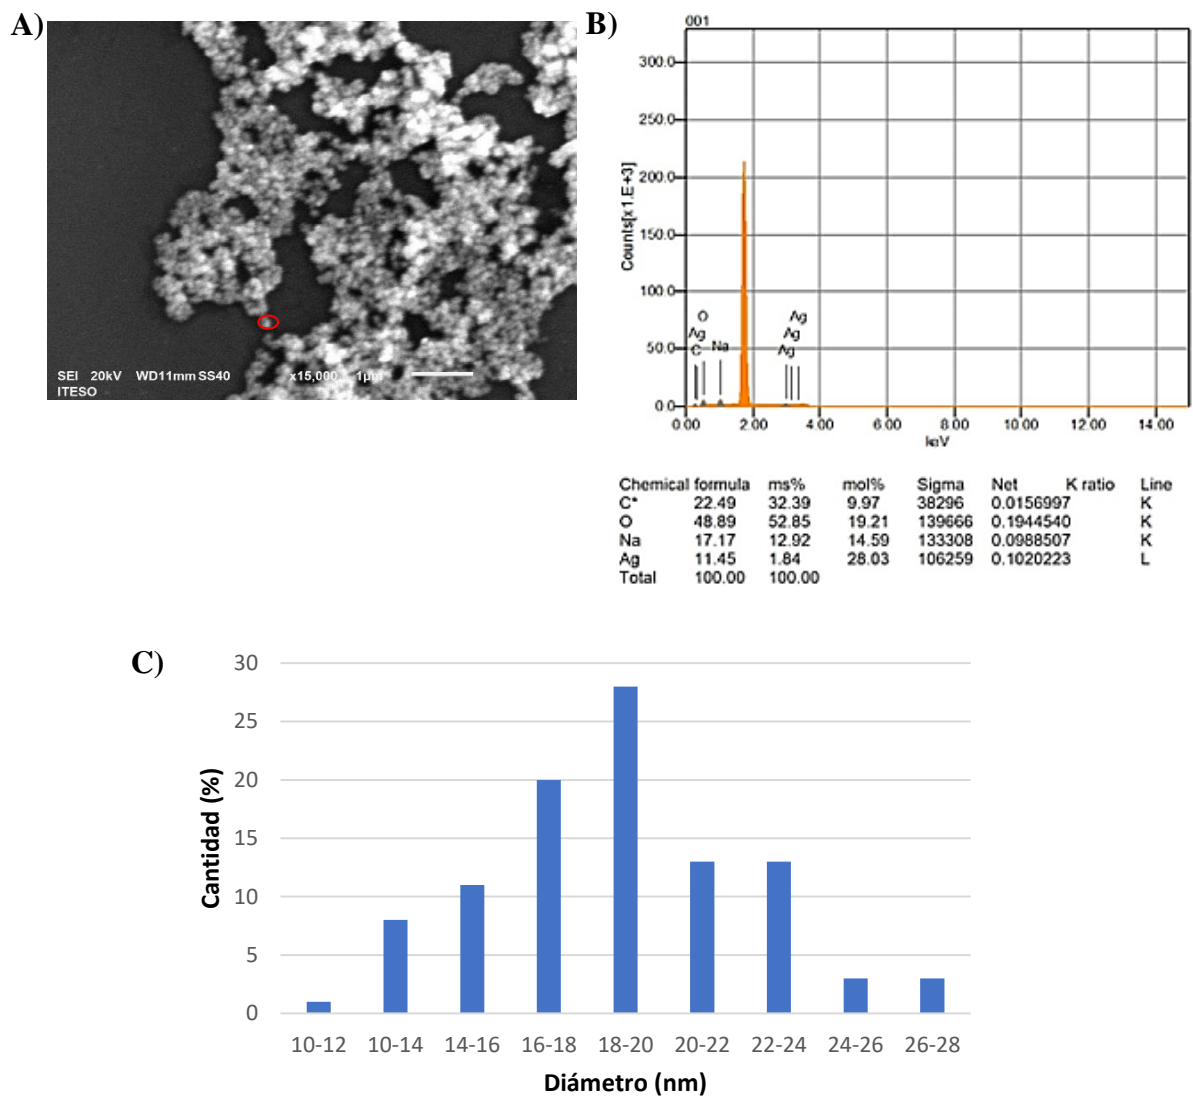 A)
SEI 20kV WD11mm SS40 x15,000 1µm
ITESO
B)
001
Counts[x1.E+3]
300.0
250.0
200.0
150.0
100.0
50.0
0.0
O
Ag
C
Na
Ag
Ag
Ag
0.00 2.00 4.00 6.00 8.00 10.00 12.00 14.00
keV
Chemical formula ms% mol% Sigma Net K ratio Line
C* 22.49 32.39 9.97 38296 0.0156997 K
O 48.89 52.85 19.21 139666 0.1944540 K
Na 17.17 12.92 14.59 133308 0.0988507 K
Ag 11.45 1.84 28.03 106259 0.1020223 L
Total 100.00 100.00
C)
Cantidad (%)
30
25
20
15
10
5
0
10-12 10-14 14-16 16-18 18-20 20-22 22-24 24-26 26-28
Diámetro (nm)